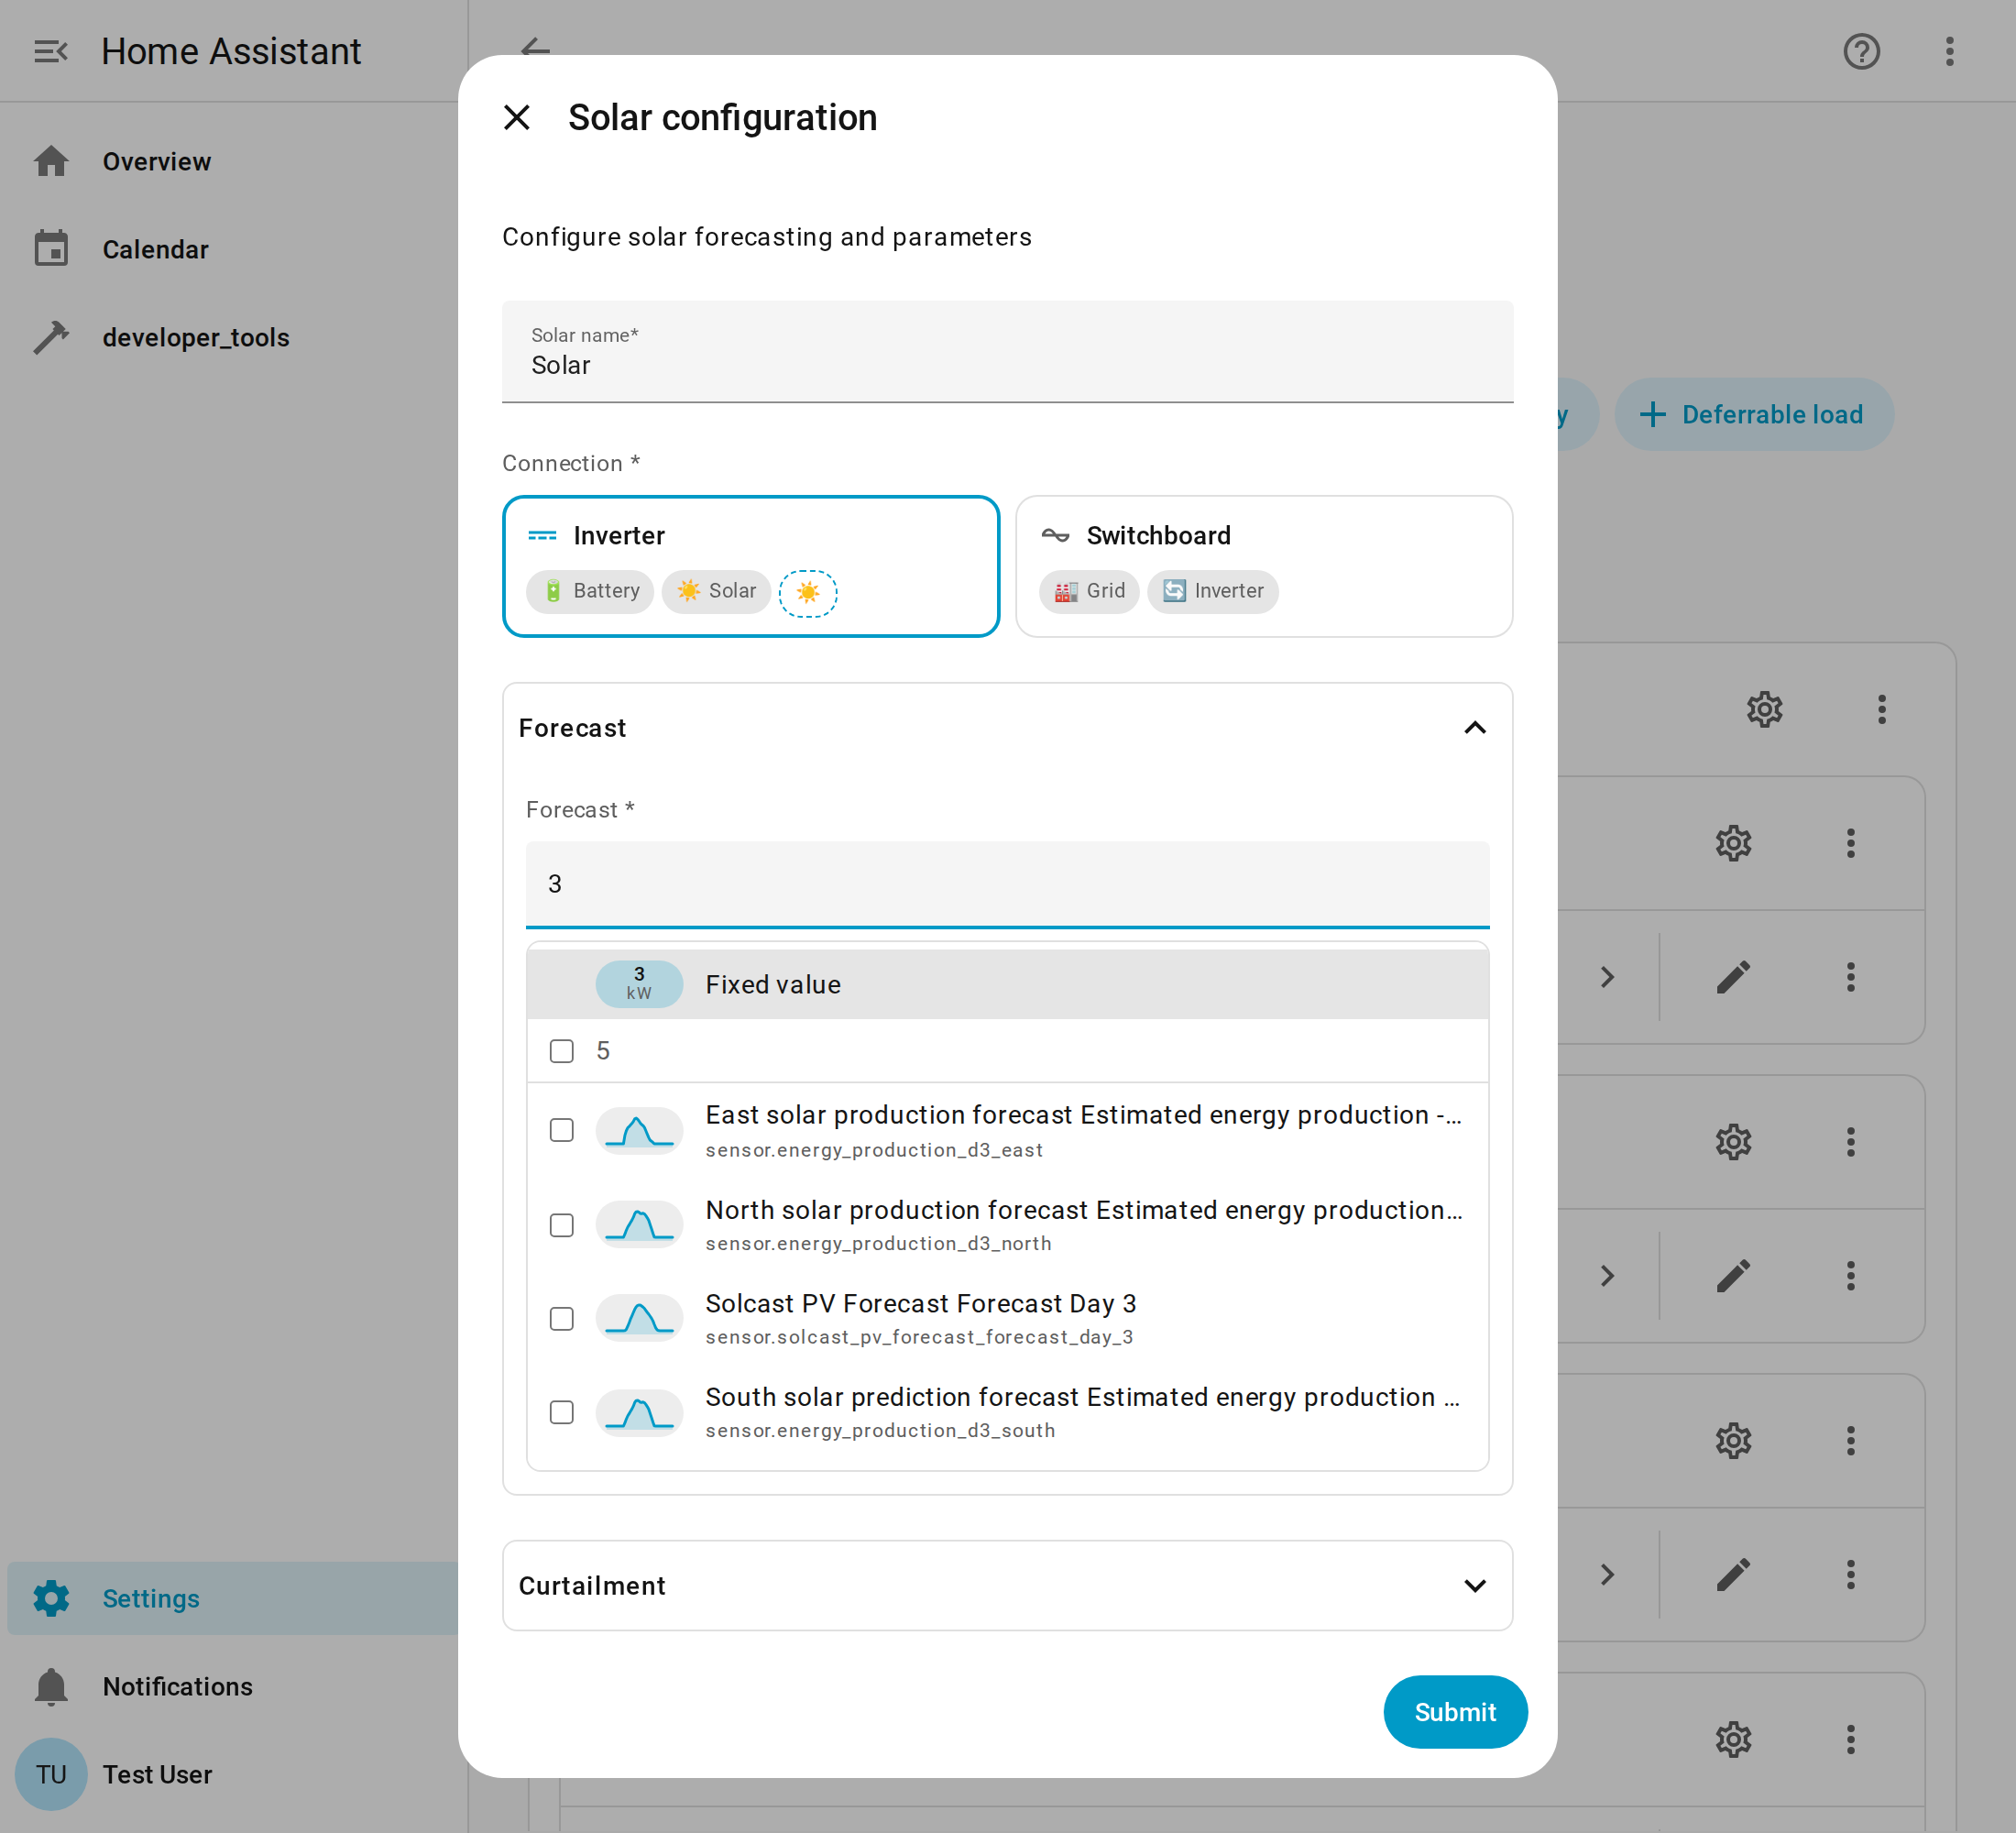 Home Assistant
Overview
Calendar
developer_tools
Settings
Notifications
TU
Test User
y
Deferrable load
Solar configuration
Configure solar forecasting and parameters
Solar name*
Solar
Connection *
Inverter
Battery
Solar
Switchboard
Grid
Inverter
Forecast
Forecast *
3
3
kW
Fixed value
5
East solar production forecast Estimated energy production -...
sensor.energy_production_d3_east
North solar production forecast Estimated energy production...
sensor.energy_production_d3_north
Solcast PV Forecast Forecast Day 3
sensor.solcast_pv_forecast_forecast_day_3
South solar prediction forecast Estimated energy production ...
sensor.energy_production_d3_south
Curtailment
Submit